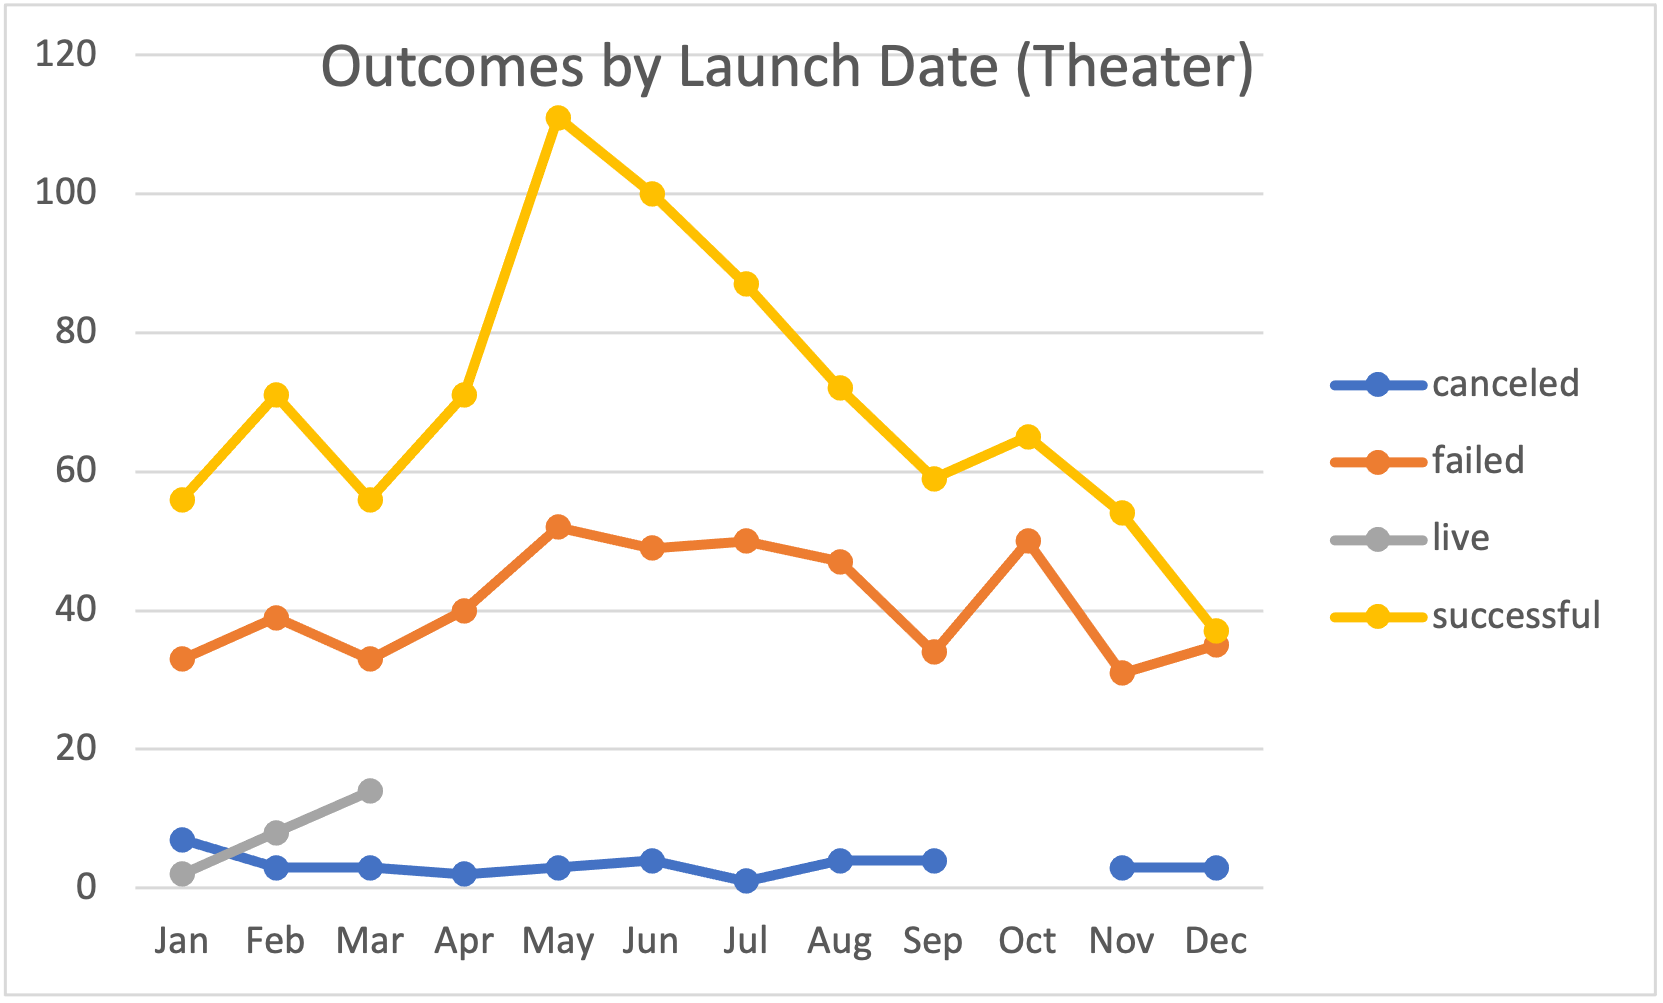 Outcomes by Launch Date (Theater)
120
100
80
60
40
20
0
Jan Feb Mar Apr May Jun Jul Aug Sep Oct Nov Dec
canceled
failed
live
successful